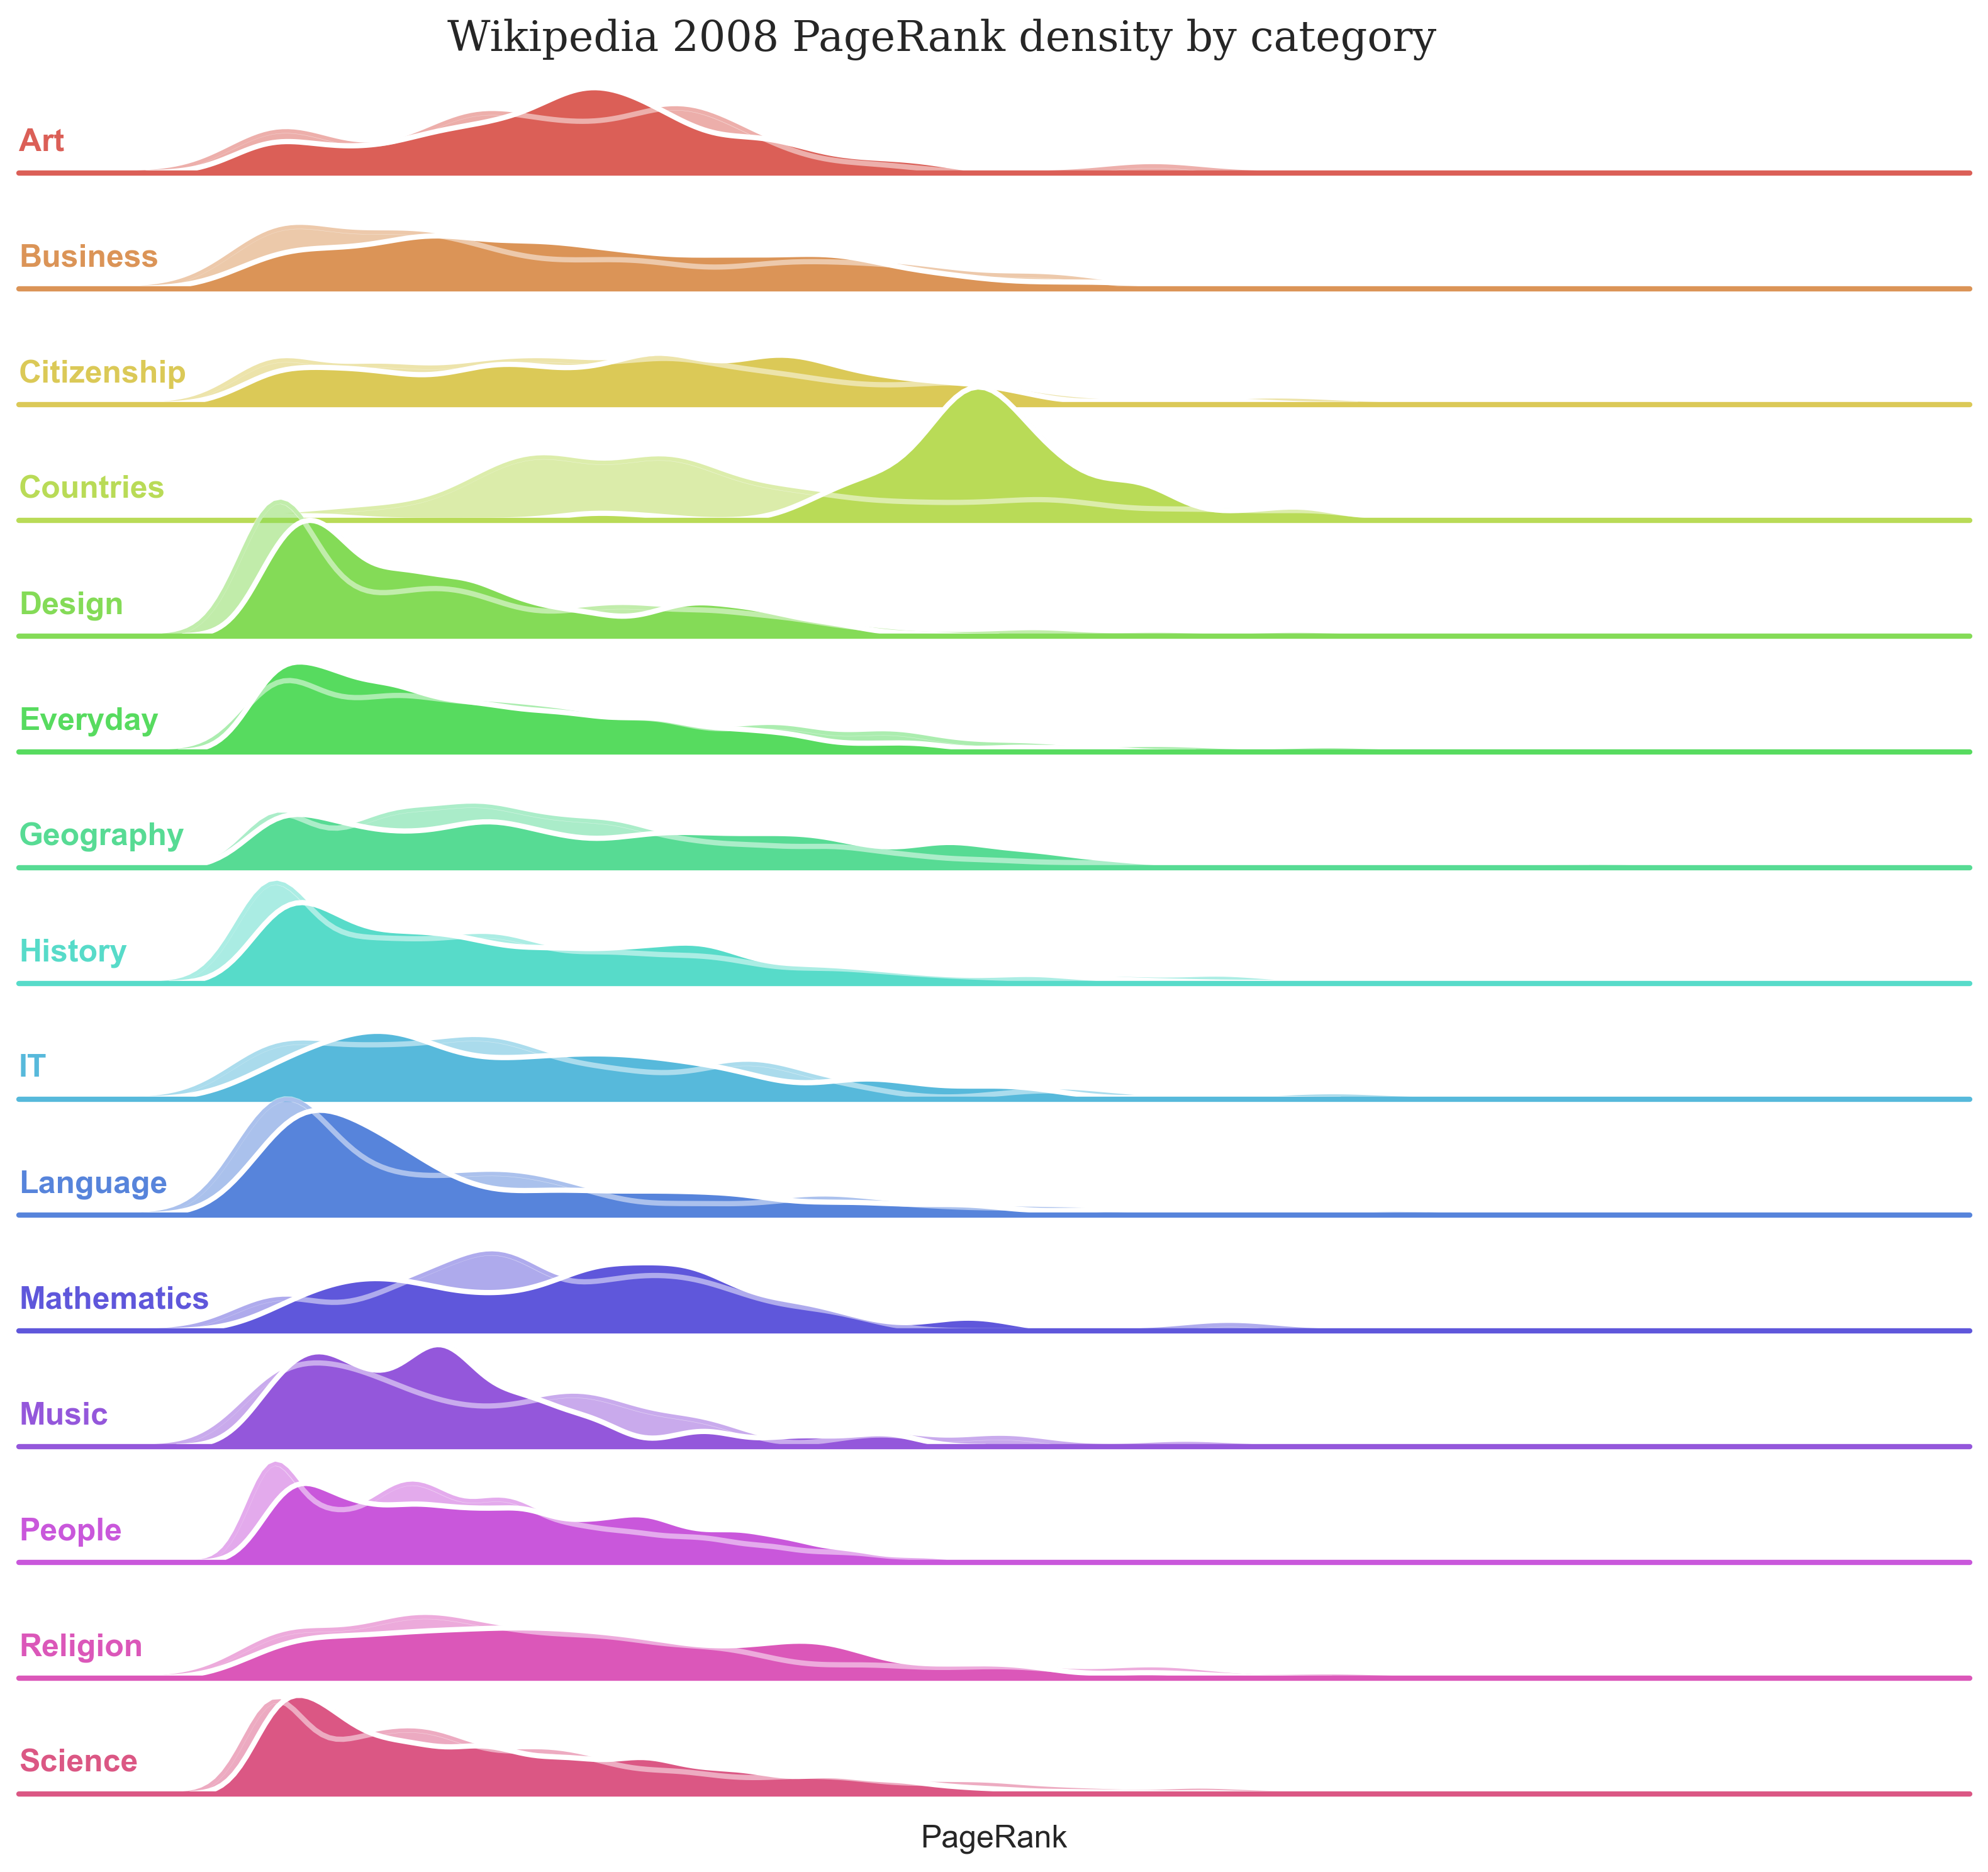 Wikipedia 2008 PageRank density by category
Art
Business
Citizenship
Countries
Design
Everyday
Geography
History
IT
Language
Mathematics
Music
People
Religion
Science
PageRank